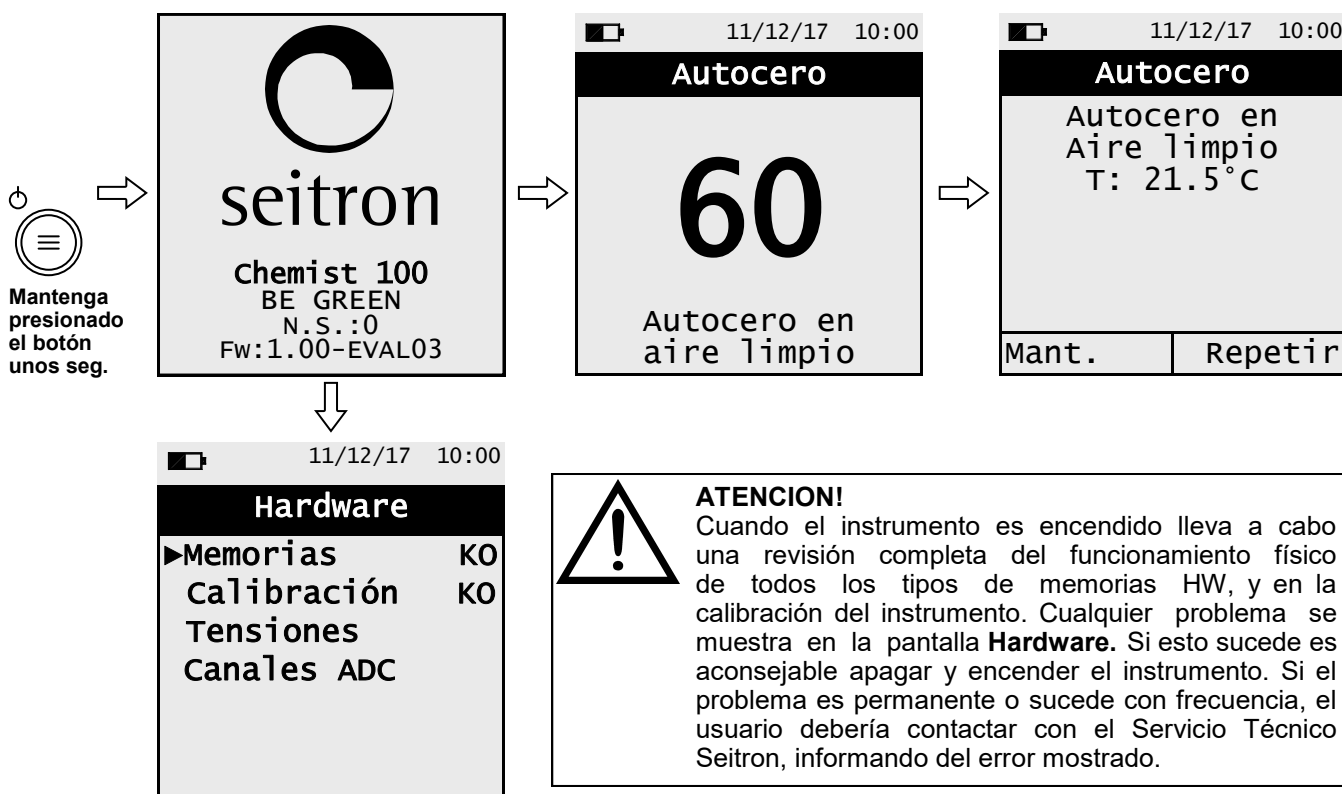 Mantenga
presionado
el botón
unos seg.
seitron
Chemist 100
BE GREEN
N.S.:0
Fw:1.00-EVAL03
11/12/17 10:00
Autocero
60
Autocero en
aire limpio
11/12/17 10:00
Autocero
Autocero en
Aire limpio
T: 21.5°C
Mant. Repetir
11/12/17 10:00
Hardware
►Memorias KO
Calibración KO
Tensiones
Canales ADC
ATENCION!
Cuando el instrumento es encendido lleva a cabo
una revisión completa del funcionamiento físico
de todos los tipos de memorias HW, y en la
calibración del instrumento. Cualquier problema se
muestra en la pantalla Hardware. Si esto sucede es
aconsejable apagar y encender el instrumento. Si el
problema es permanente o sucede con frecuencia, el
usuario debería contactar con el Servicio Técnico
Seitron, informando del error mostrado.